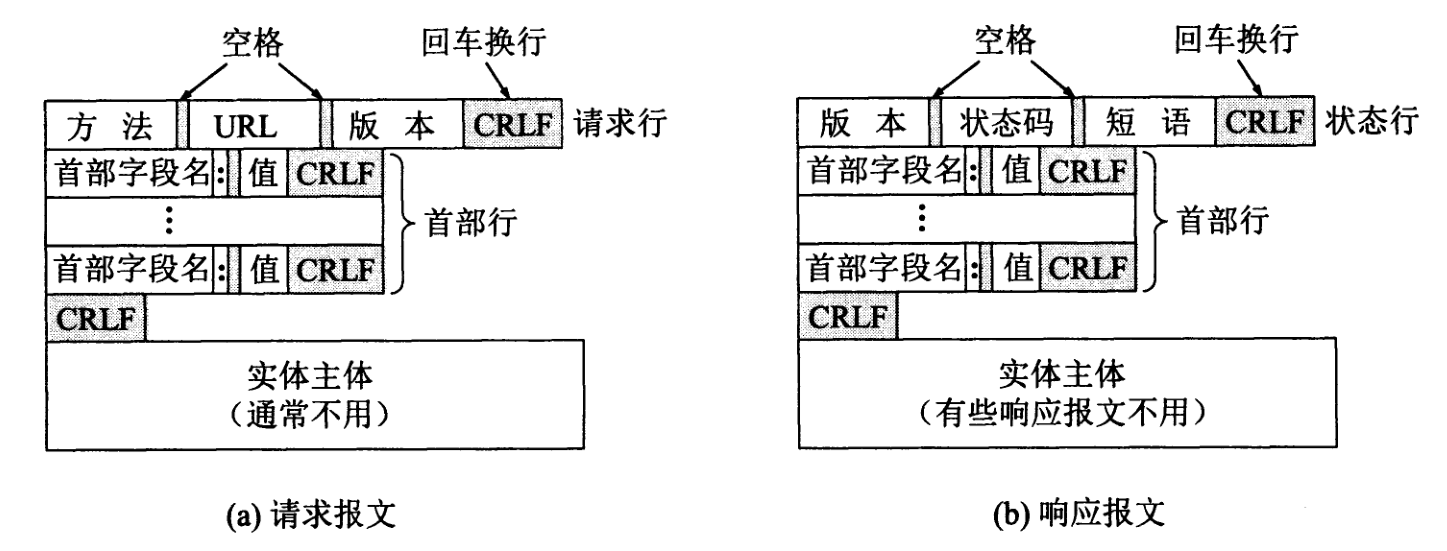 空格 回车换行
方 法 URL 版 本 CRLF 请求行
首部字段名: 值 CRLF
⋮
首部行
首部字段名: 值 CRLF
CRLF
实体主体
（通常不用）
(a) 请求报文
空格 回车换行
版 本 状态码 短 语 CRLF 状态行
首部字段名: 值 CRLF
⋮
首部行
首部字段名: 值 CRLF
CRLF
实体主体
（有些响应报文不用）
(b) 响应报文